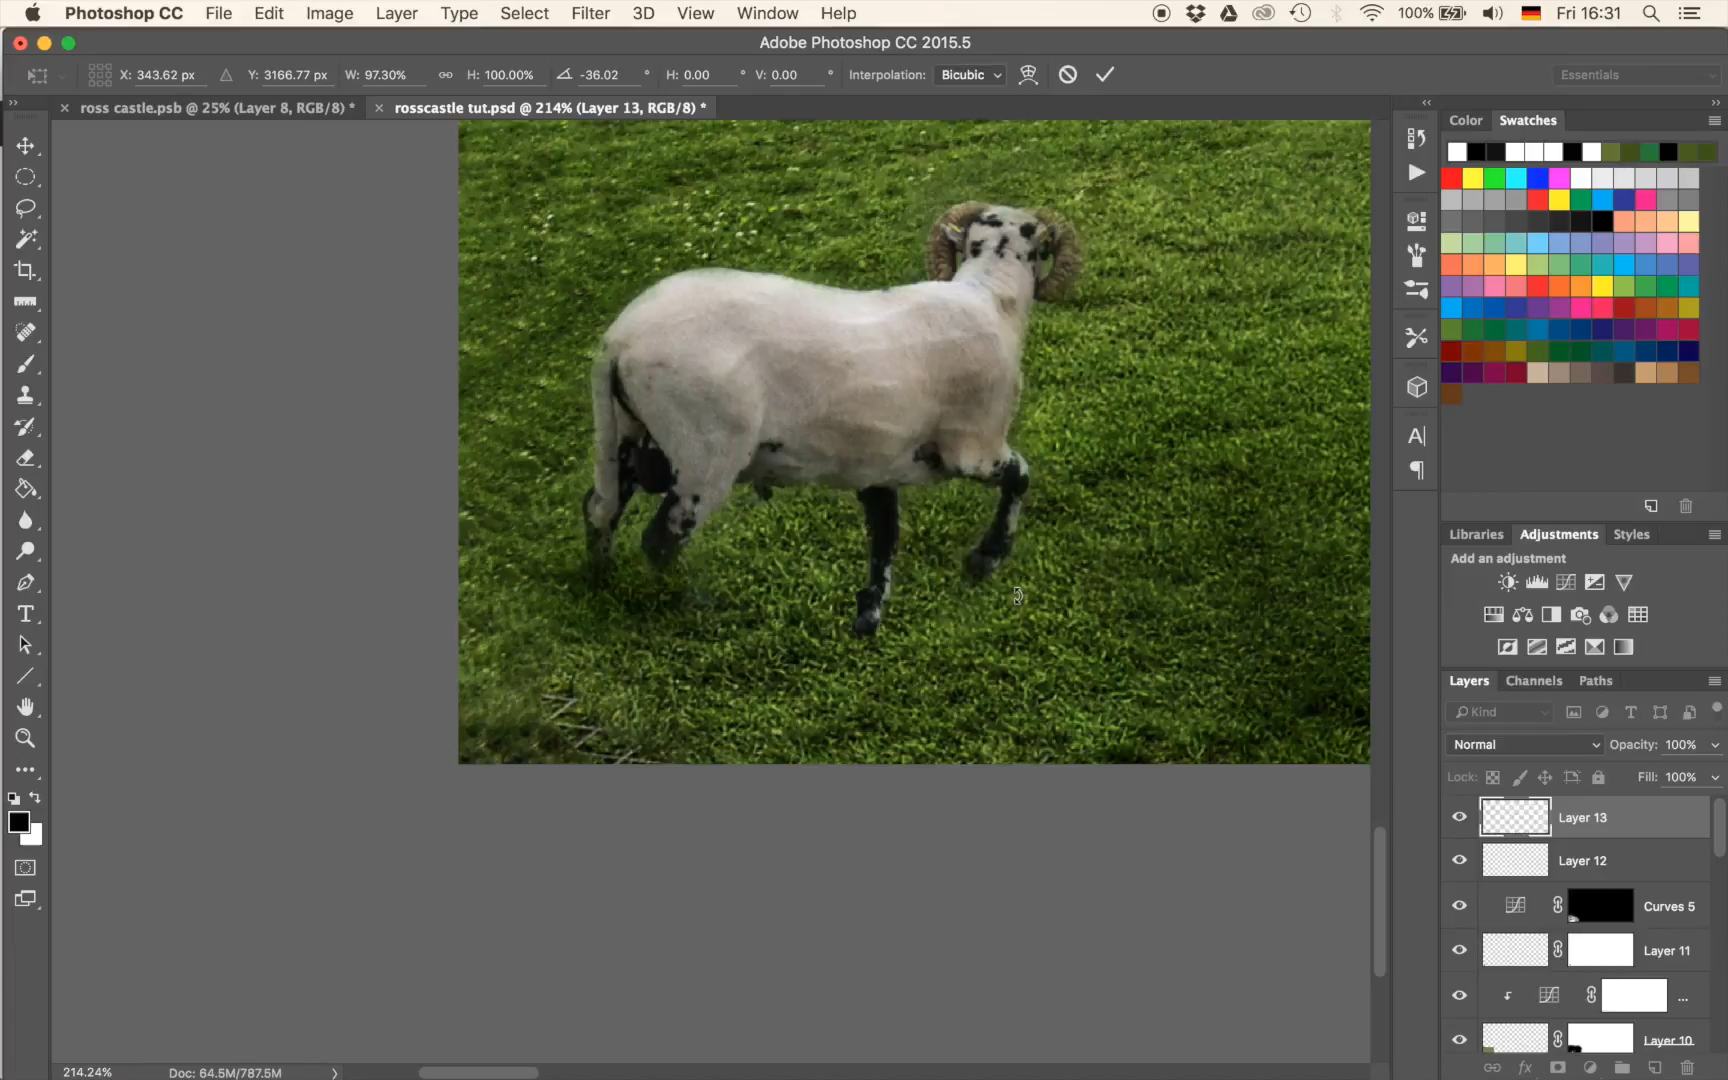 Photoshop CC File Edit Image Layer Type Select Filter 3D View Window Help 100% Fri 16:31
Adobe Photoshop CC 2015.5
X: 343.62 px Y: 3166.77 px W: 97.30% H: 100.00% -36.02 ° H: 0.00 ° V: 0.00 ° Interpolation: Bicubic Essentials
ross castle.psb @ 25% (Layer 8, RGB/8) * rosscastle tut.psd @ 214% (Layer 13, RGB/8) *
Color Swatches
Libraries Adjustments Styles
Add an adjustment
Layers Channels Paths
Kind
Normal Opacity: 100%
Lock: Fill: 100%
Layer 13
Layer 12
Curves 5
Layer 11
...
Layer 10
214.24% Doc: 64.5M/787.5M